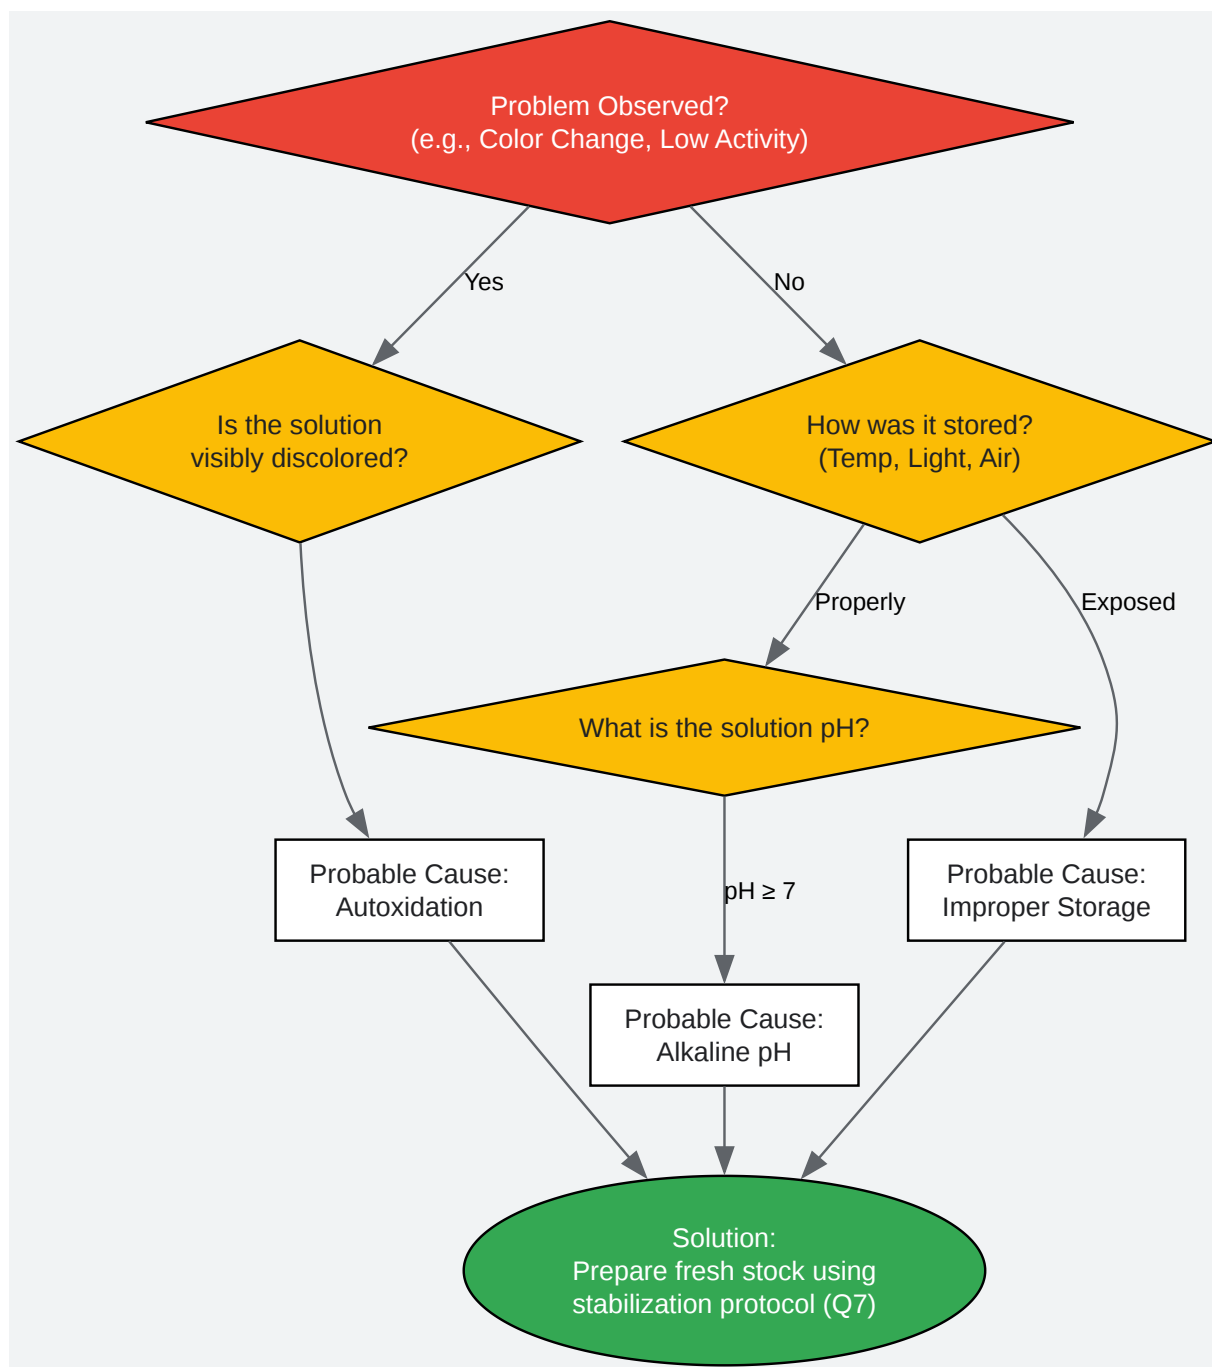 Problem Observed?
(e.g., Color Change, Low Activity)
Yes
No
Is the solution
visibly discolored?
How was it stored?
(Temp, Light, Air)
Properly
Exposed
What is the solution pH?
Probable Cause:
Autoxidation
pH ≥ 7
Probable Cause:
Improper Storage
Probable Cause:
Alkaline pH
Solution:
Prepare fresh stock using
stabilization protocol (Q7)